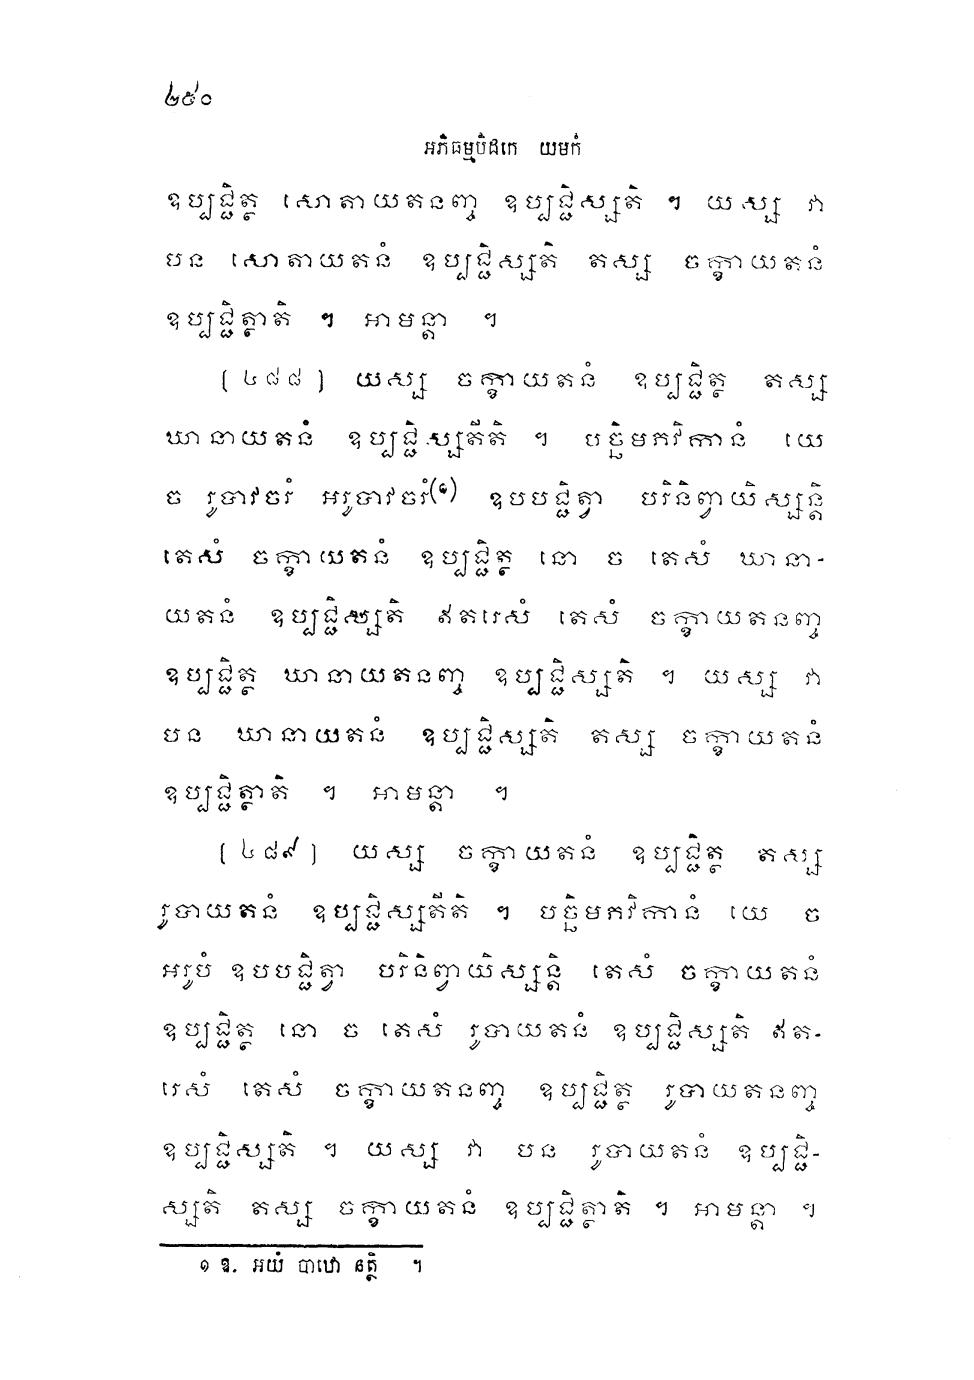 ២៥០
អភិធម្មបិដកេ យមកំ
ឧប្បជ្ជិត្ថ សោតាយតនញ្ច ឧប្បជ្ជិស្សតិ ។ យស្ស វា
បន សោតាយតនំ ឧប្បជ្ជិស្សតិ តស្ស ចក្ខាយតនំ
ឧប្បជ្ជិត្ថាតិ ។ អាមន្តា ។
[៤៨៨] យស្ស ចក្ខាយតនំ ឧប្បជ្ជិត្ថ តស្ស
ឃានាយតនំ ឧប្បជ្ជិស្សតីតិ ។ បច្ឆិមភវិកានំ យេ
ច រូបាវចរំ អរូបាវចរំ(១) ឧបបជ្ជិត្វា បរិនិព្វាយិស្សន្តិ
តេសំ ចក្ខាយតនំ ឧប្បជ្ជិត្ថ នោ ច តេសំ ឃានា-
យតនំ ឧប្បជ្ជិស្សតិ ឥតរេសំ តេសំ ចក្ខាយតនញ្ច
ឧប្បជ្ជិត្ថ ឃានាយតនញ្ច ឧប្បជ្ជិស្សតិ ។ យស្ស វា
បន ឃានាយតនំ ឧប្បជ្ជិស្សតិ តស្ស ចក្ខាយតនំ
ឧប្បជ្ជិត្ថាតិ ។ អាមន្តា ។
[៤៨៩] យស្ស ចក្ខាយតនំ ឧប្បជ្ជិត្ថ តស្ស
រូបាយតនំ ឧប្បជ្ជិស្សតីតិ ។ បច្ឆិមភវិកានំ យេ ច
អរូបំ ឧបបជ្ជិត្វា បរិនិព្វាយិស្សន្តិ តេសំ ចក្ខាយតនំ
ឧប្បជ្ជិត្ថ នោ ច តេសំ រូបាយតនំ ឧប្បជ្ជិស្សតិ ឥត-
រេសំ តេសំ ចក្ខាយតនញ្ច ឧប្បជ្ជិត្ថ រូបាយតនញ្ច
ឧប្បជ្ជិស្សតិ ។ យស្ស វា បន រូបាយតនំ ឧប្បជ្ជិ-
ស្សតិ តស្ស ចក្ខាយតនំ ឧប្បជ្ជិត្ថាតិ ។ អាមន្តា ។
១ ឧ. អយំ បាឋោ នត្ថិ ។